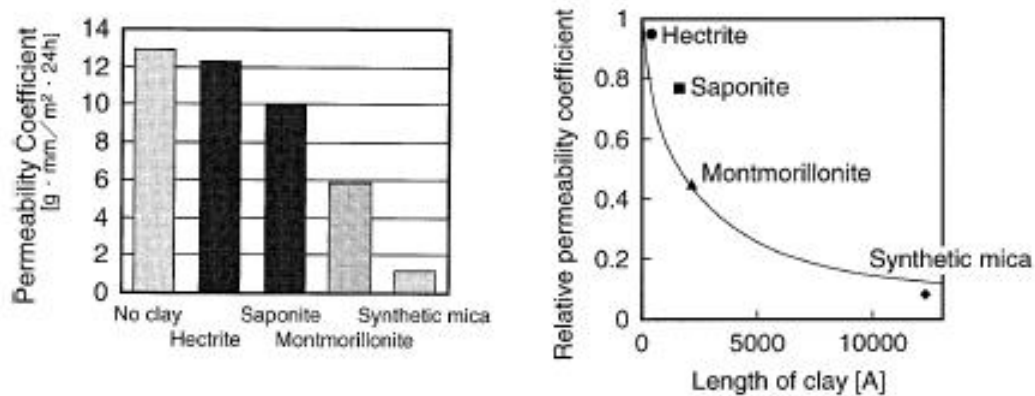 Permeability Coefficient
[g · mm/m² · 24h]
14
12
10
8
6
4
2
0
No clay
Hectrite
Saponite
Montmorillonite
Synthetic mica
Relative permeability coefficient
1
0.8
0.6
0.4
0.2
0
Hectrite
Saponite
Montmorillonite
Synthetic mica
0 5000 10000
Length of clay [A]